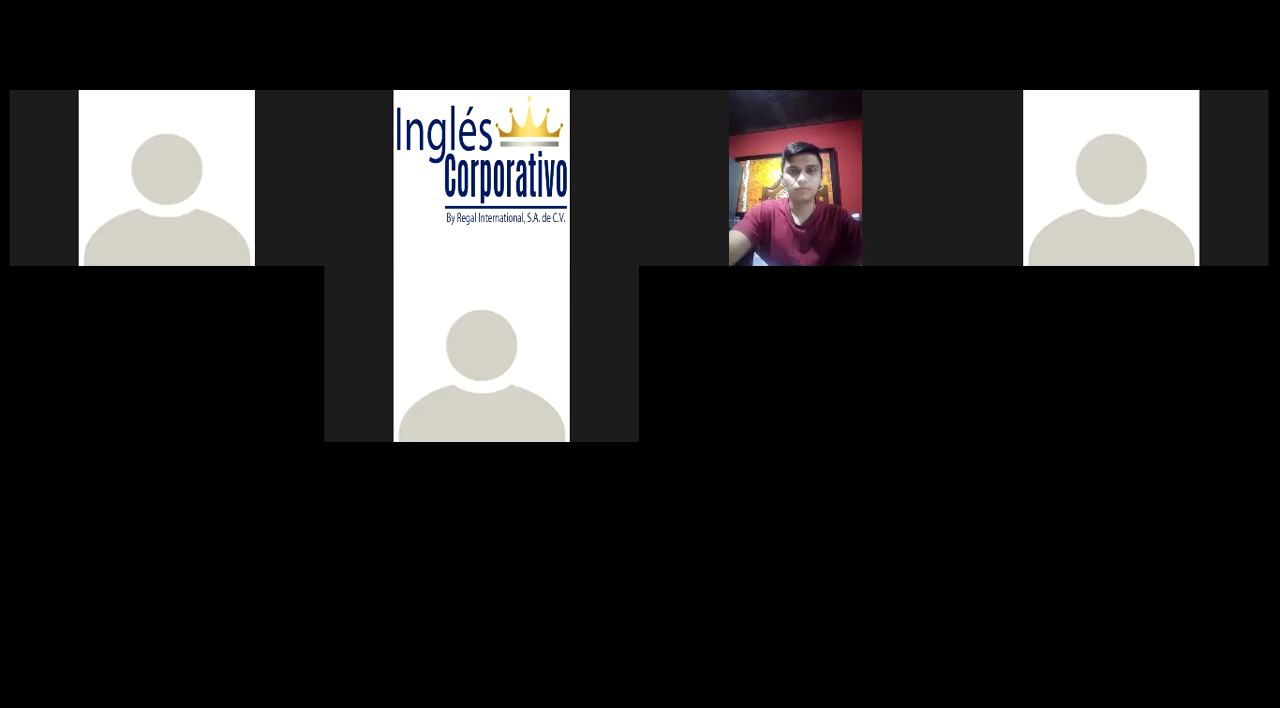 Inglés
Corporativo
By Regal International, S.A. de C.V.